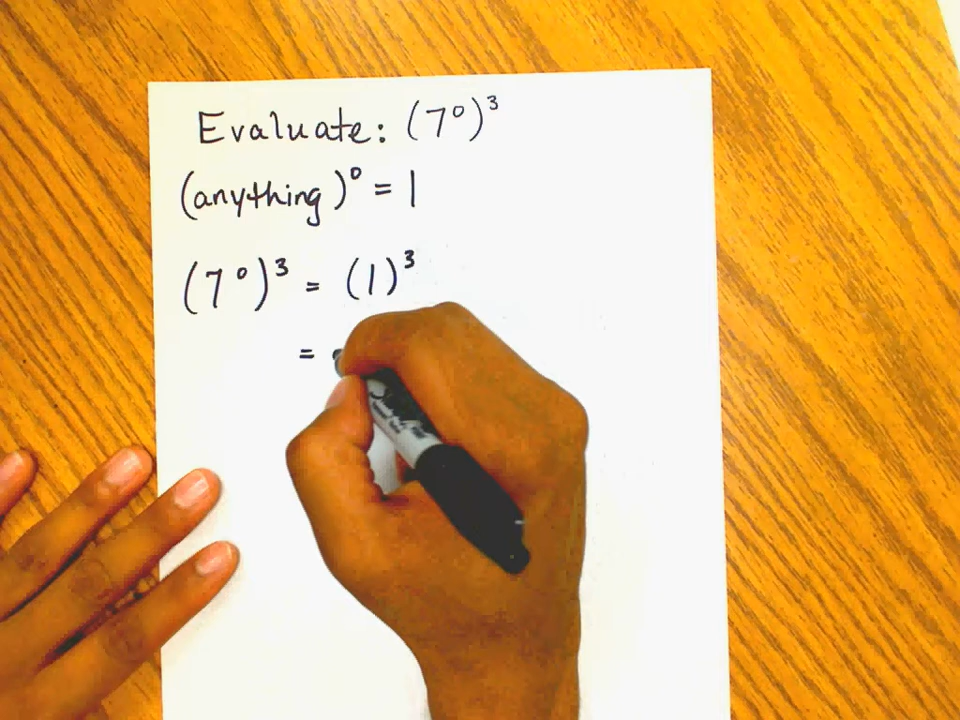 Evaluate: (7⁰)³
(anything)⁰ = 1
(7⁰)³ = (1)³
=